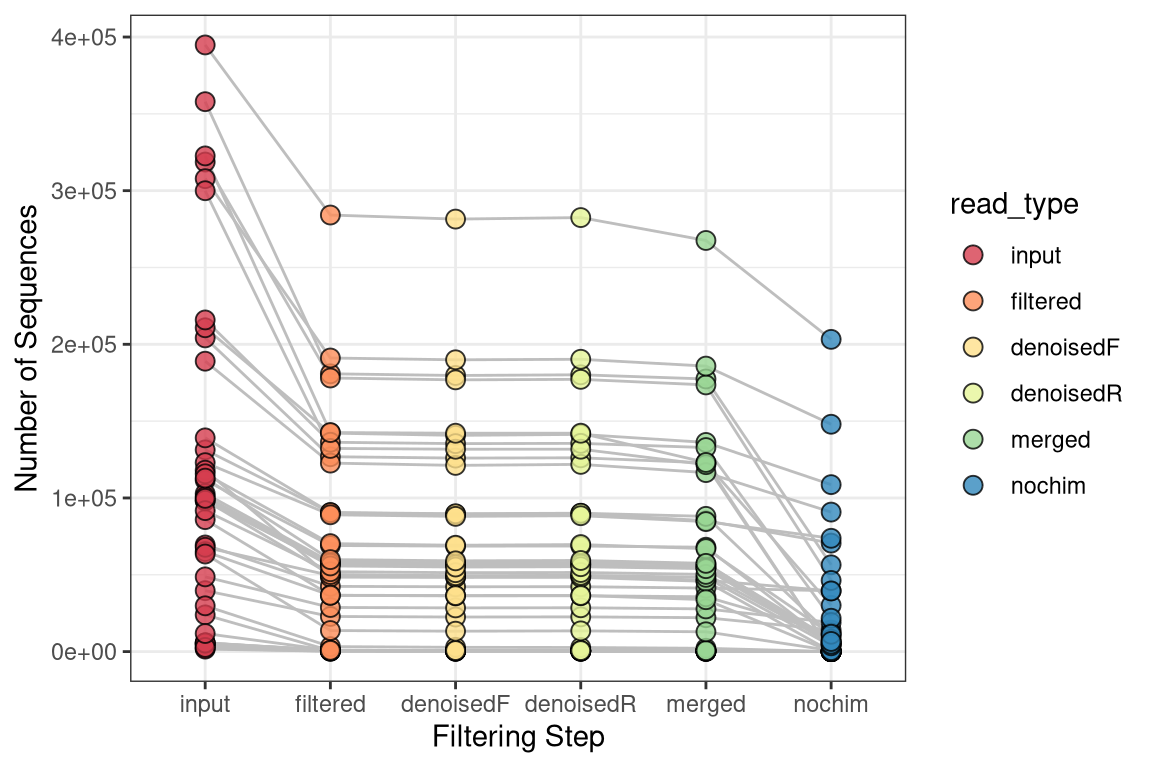 4e+05
3e+05
2e+05
1e+05
0e+00
Number of Sequences
input filtered denoisedF denoisedR merged nochim
Filtering Step
read_type
input
filtered
denoisedF
denoisedR
merged
nochim